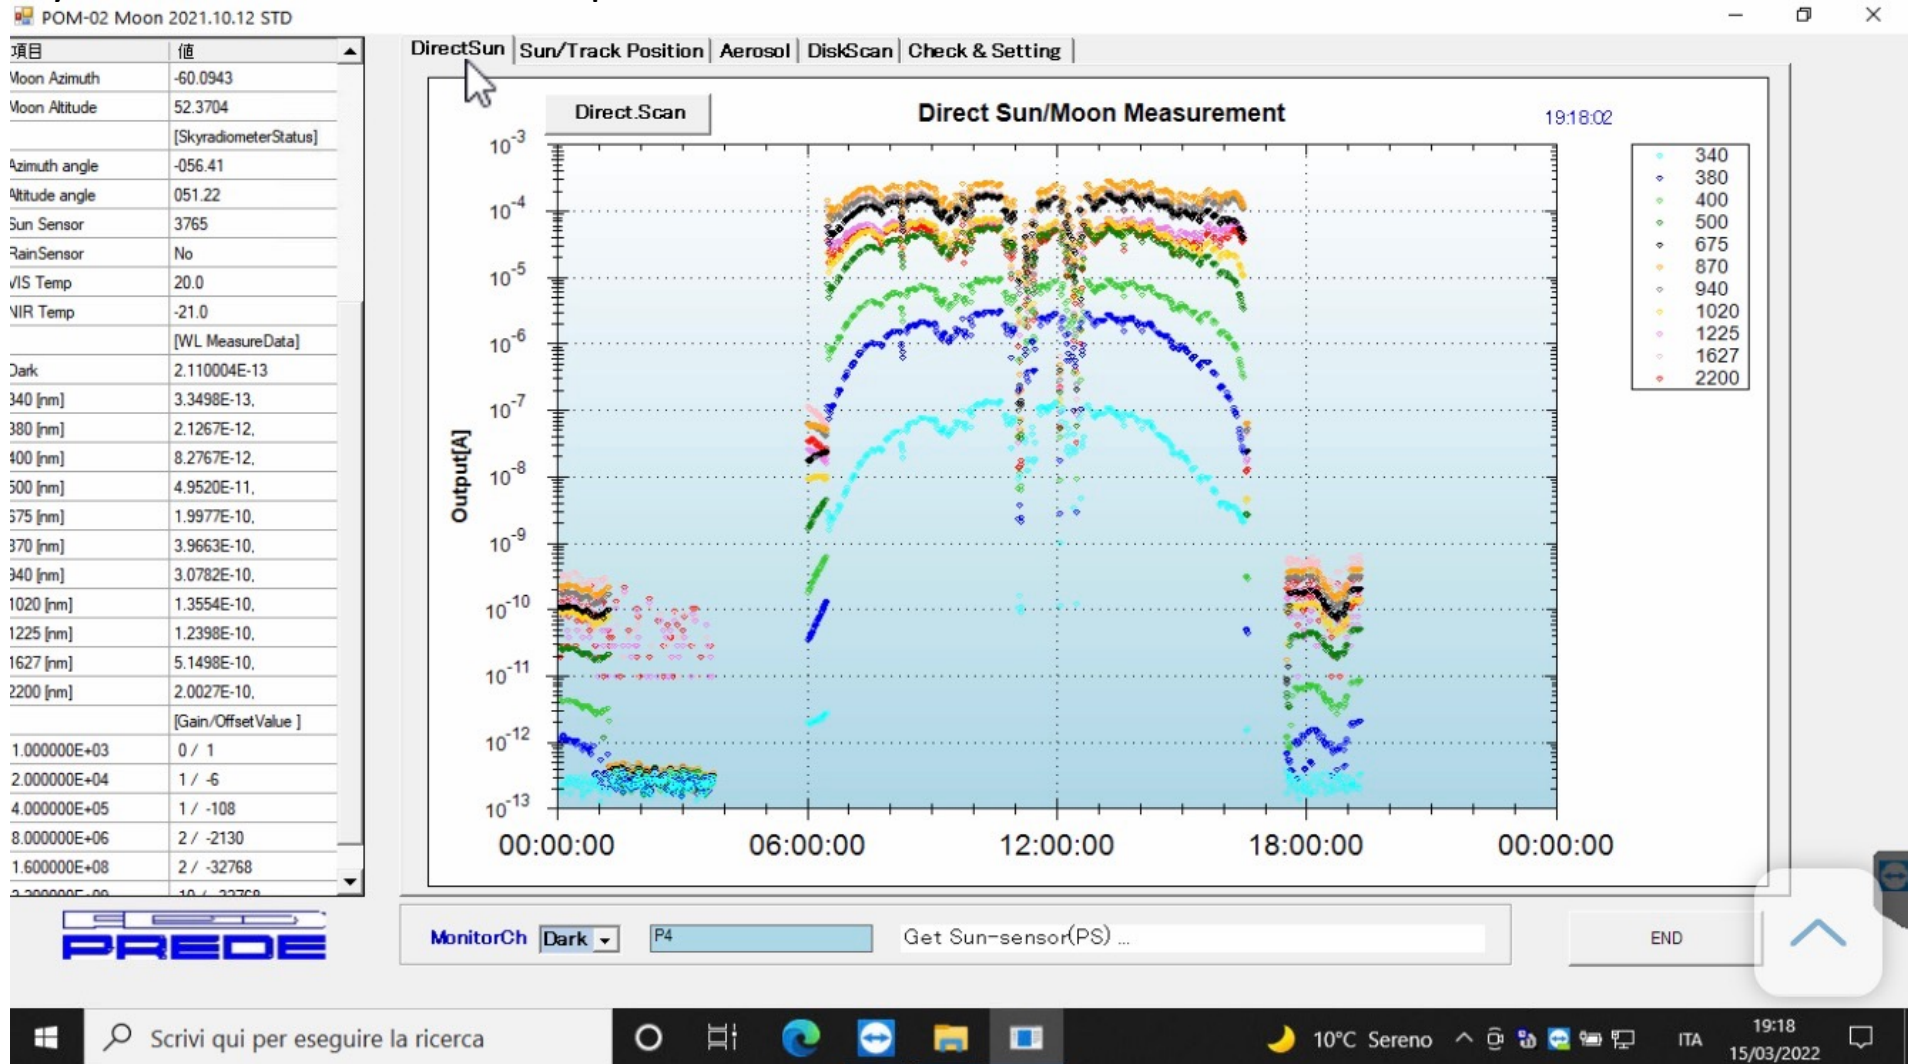 POM-02 Moon 2021.10.12 STD
項目 値
Moon Azimuth -60.0943
Moon Altitude 52.3704
[SkyradiometerStatus]
Azimuth angle -056.41
Altitude angle 051.22
Sun Sensor 3765
RainSensor No
VIS Temp 20.0
NIR Temp -21.0
[WL MeasureData]
Dark 2.110004E-13
340 [nm] 3.3498E-13,
380 [nm] 2.1267E-12,
400 [nm] 8.2767E-12,
500 [nm] 4.9520E-11,
675 [nm] 1.9977E-10,
870 [nm] 3.9663E-10,
940 [nm] 3.0782E-10,
1020 [nm] 1.3554E-10,
1225 [nm] 1.2398E-10,
1627 [nm] 5.1498E-10,
2200 [nm] 2.0027E-10,
[Gain/OffsetValue ]
1.000000E+03 0 / 1
2.000000E+04 1 / -6
4.000000E+05 1 / -108
8.000000E+06 2 / -2130
1.600000E+08 2 / -32768
PREDE
DirectSun Sun/Track Position Aerosol DiskScan Check & Setting
Direct.Scan
Direct Sun/Moon Measurement
19:18:02
10⁻³
10⁻⁴
10⁻⁵
10⁻⁶
10⁻⁷
10⁻⁸
10⁻⁹
10⁻¹⁰
10⁻¹¹
10⁻¹²
10⁻¹³
Output[A]
00:00:00 06:00:00 12:00:00 18:00:00 00:00:00
340
380
400
500
675
870
940
1020
1225
1627
2200
MonitorCh Dark P4 Get Sun-sensor(PS) ...
END
Scrivi qui per eseguire la ricerca
10°C Sereno
ITA
19:18
15/03/2022